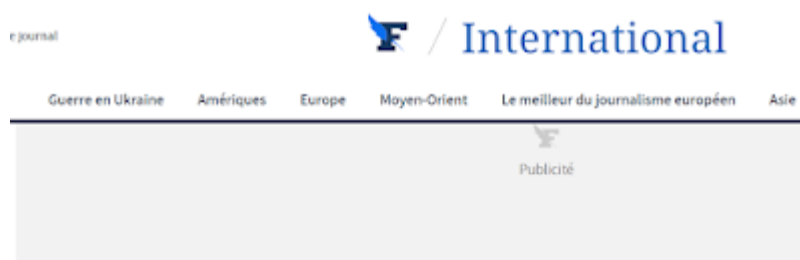 e journal
F / International
Guerre en Ukraine Amériques Europe Moyen-Orient Le meilleur du journalisme européen Asie
F
Publicité